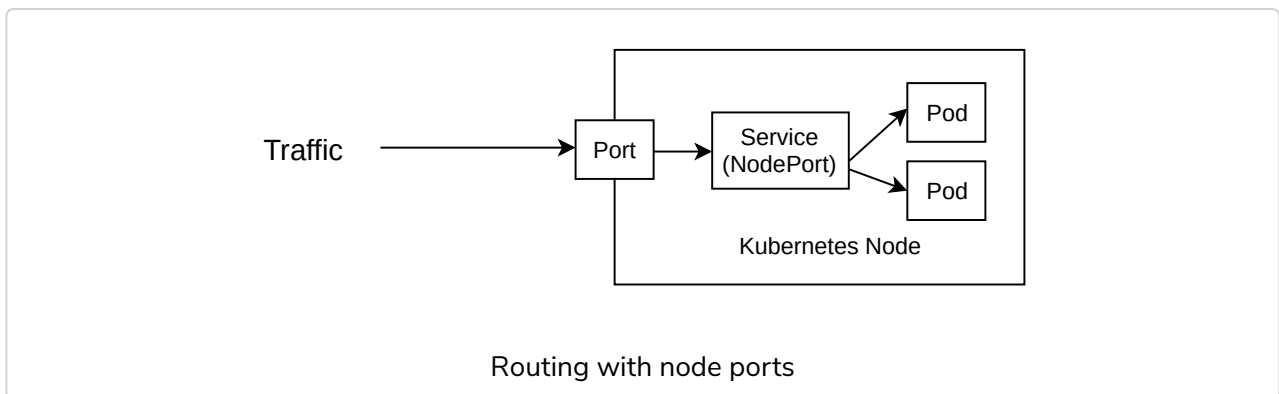 Traffic
Port
Service
(NodePort)
Pod
Pod
Kubernetes Node
Routing with node ports